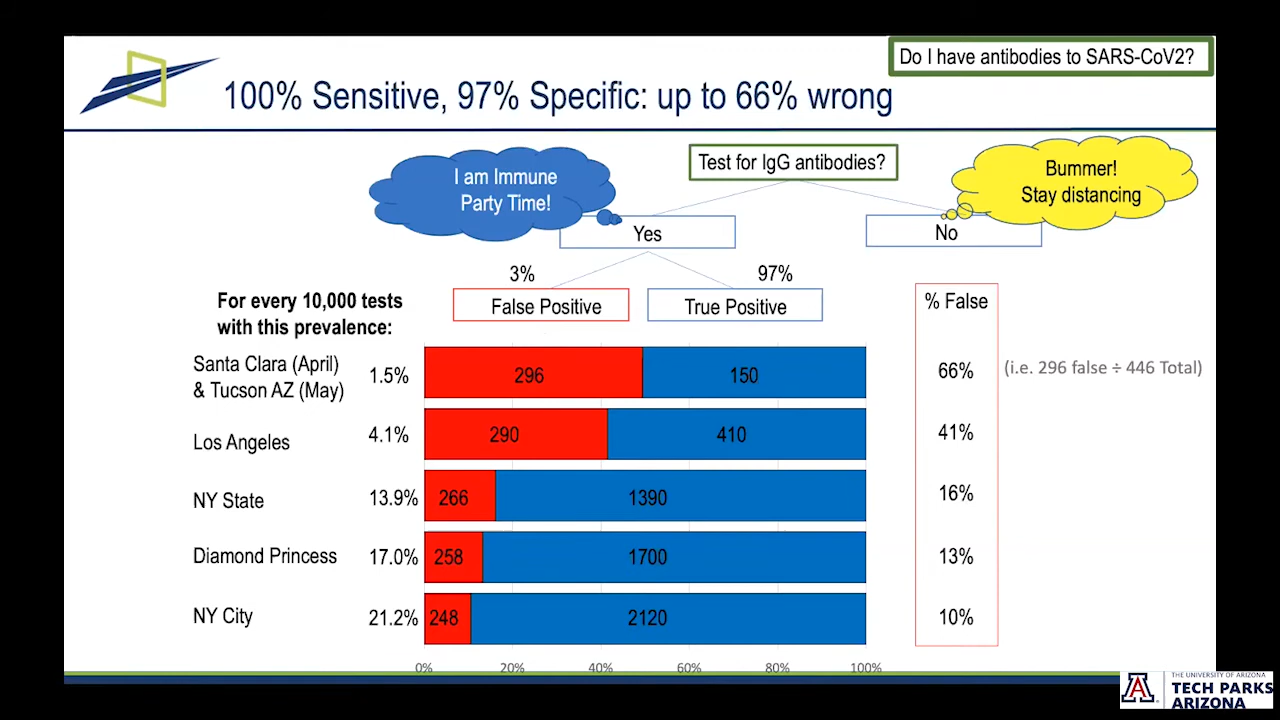 Do I have antibodies to SARS-CoV2?
100% Sensitive, 97% Specific: up to 66% wrong
I am Immune
Party Time!
Test for IgG antibodies?
Bummer!
Stay distancing
Yes
No
3%
97%
For every 10,000 tests
with this prevalence:
False Positive
True Positive
% False
Santa Clara (April)
& Tucson AZ (May)
1.5%
296
150
66%
(i.e. 296 false ÷ 446 Total)
Los Angeles
4.1%
290
410
41%
NY State
13.9%
266
1390
16%
Diamond Princess
17.0%
258
1700
13%
NY City
21.2%
248
2120
10%
0%
20%
40%
60%
80%
100%
THE UNIVERSITY OF ARIZONA
TECH PARKS
ARIZONA
A